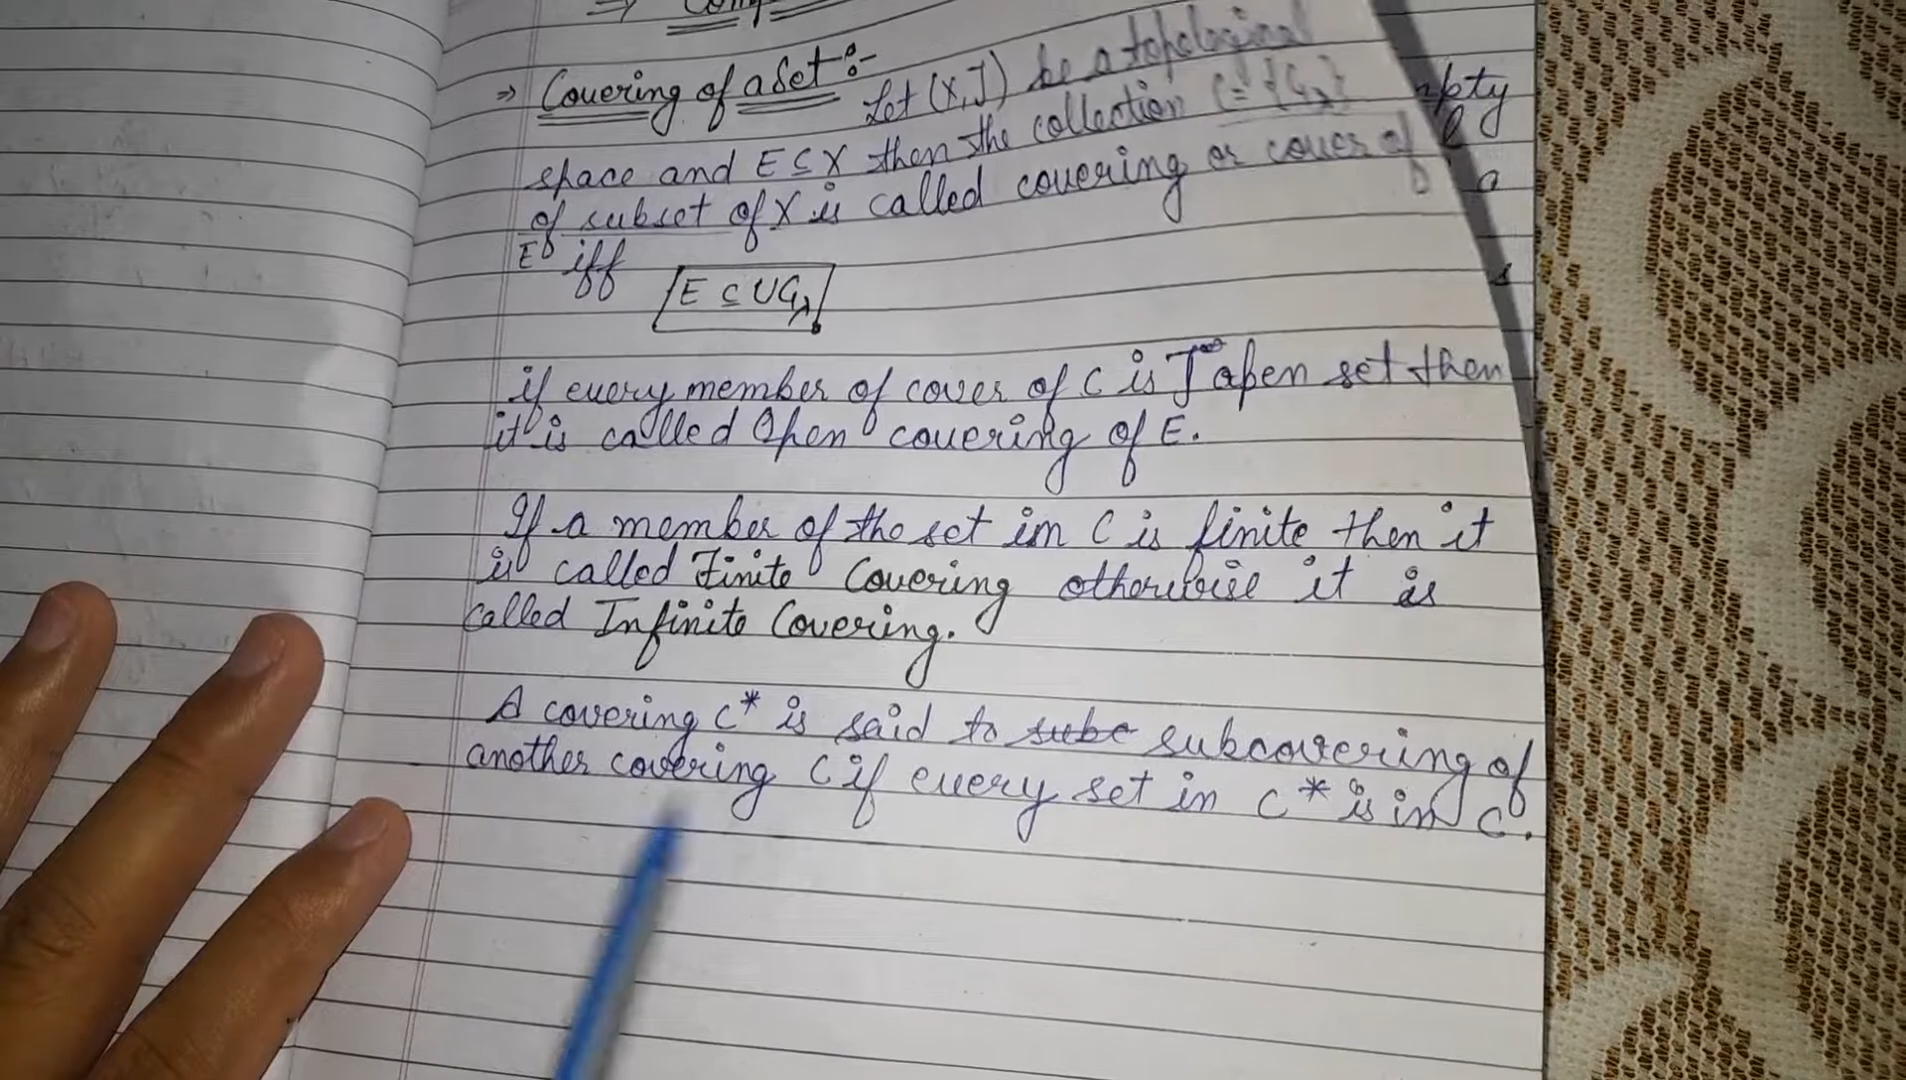 ⇒ Comp
⇒ Covering of a Set :- Let (X,J) be a topological
space and E ⊆ X then the collection C = {Gλ}
of subset of X is called covering or cover of
E iff
E ⊆ ∪Gλ
if every member of cover of C is J open set then
it is called Open covering of E.
If a member of the set in C is finite then it
is called Finite Covering otherwise it is
called Infinite Covering.
A covering C* is said to sube subcovering of
another covering C if every set in C* is in C.
mpty
a
s